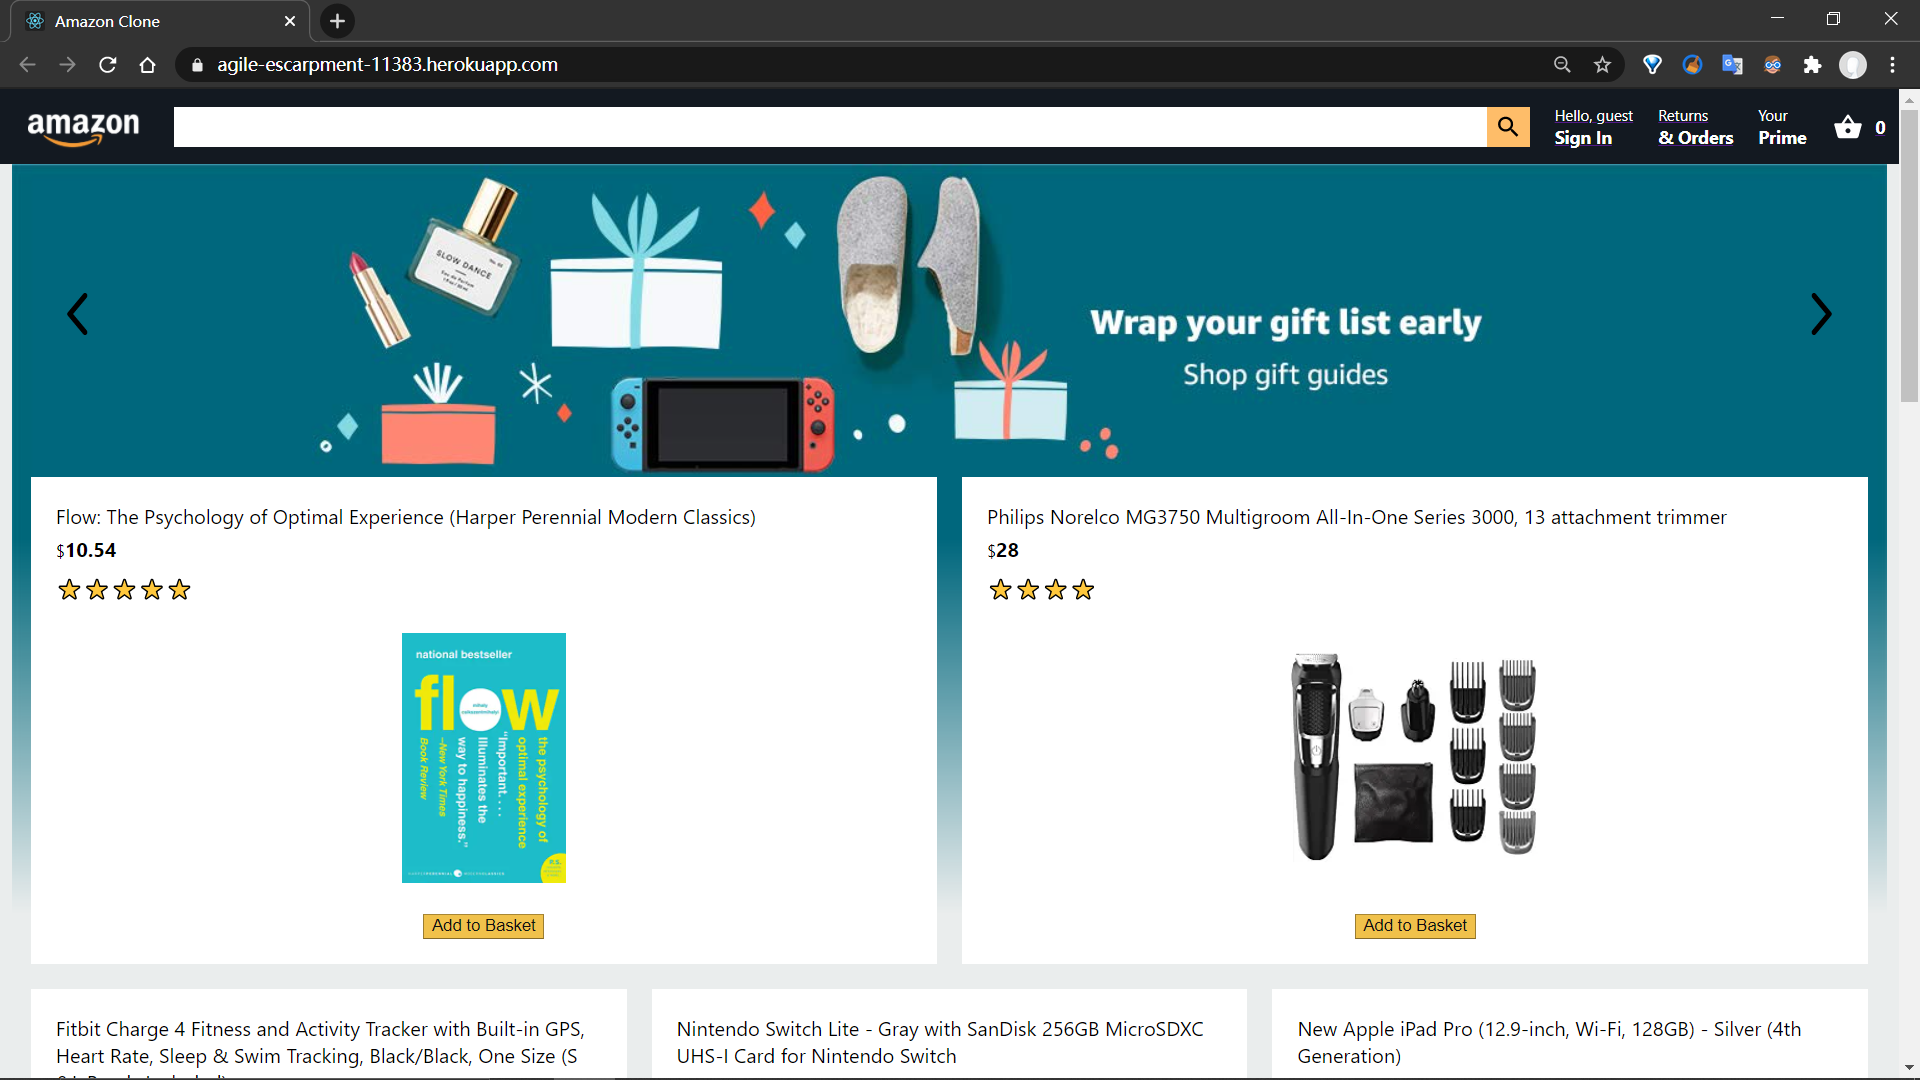 Amazon Clone
agile-escarpment-11383.herokuapp.com
amazon
Hello, guest
Sign In
Returns
& Orders
Your
Prime
0
SLOW DANCE
Wrap your gift list early
Shop gift guides
Flow: The Psychology of Optimal Experience (Harper Perennial Modern Classics)
$10.54
national bestseller
flow
the psychology of
optimal experience
"Important. . . .
Illuminates the
way to happiness."
–New York Times
Book Review
P.S.
Add to Basket
Philips Norelco MG3750 Multigroom All-In-One Series 3000, 13 attachment trimmer
$28
Add to Basket
Fitbit Charge 4 Fitness and Activity Tracker with Built-in GPS,
Heart Rate, Sleep & Swim Tracking, Black/Black, One Size (S
Nintendo Switch Lite - Gray with SanDisk 256GB MicroSDXC
UHS-I Card for Nintendo Switch
New Apple iPad Pro (12.9-inch, Wi-Fi, 128GB) - Silver (4th
Generation)